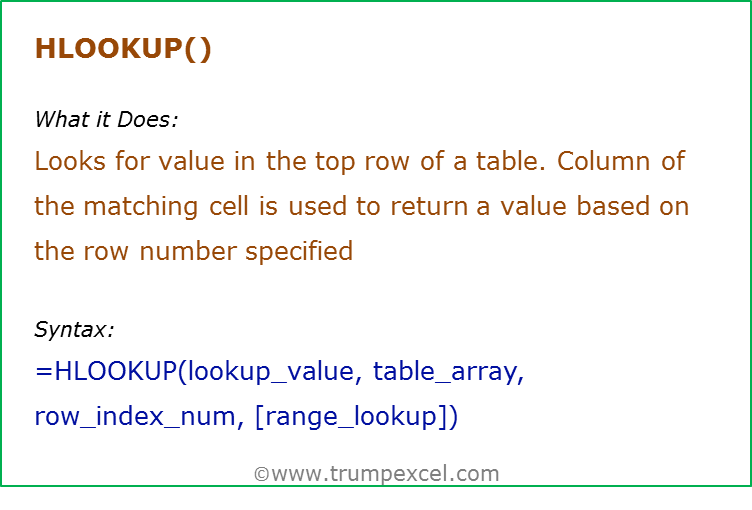 HLOOKUP()
What it Does:
Looks for value in the top row of a table. Column of
the matching cell is used to return a value based on
the row number specified
Syntax:
=HLOOKUP(lookup_value, table_array,
row_index_num, [range_lookup])
©www.trumpexcel.com